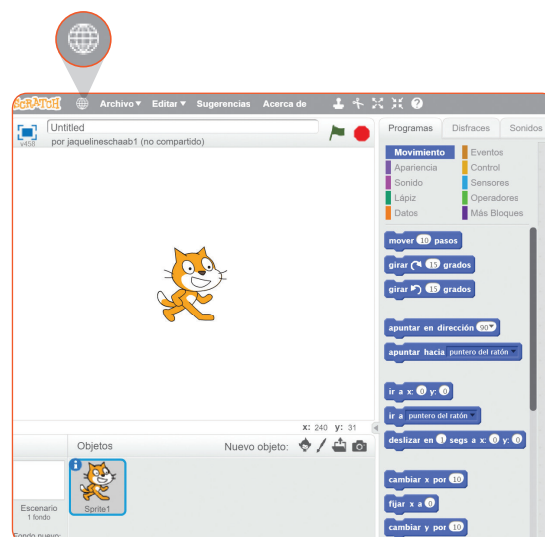 SCRATCH Archivo Editar Sugerencias Acerca de
v458
Untitled
por jaquelineschaab1 (no compartido)
Programas Disfraces Sonidos
Movimiento Eventos
Apariencia Control
Sonido Sensores
Lápiz Operadores
Datos Más Bloques
mover 10 pasos
girar 15 grados
girar 15 grados
apuntar en dirección 90
apuntar hacia puntero del ratón
ir a x: 0 y: 0
ir a puntero del ratón
deslizar en 1 segs a x: 0 y: 0
cambiar x por 10
fijar x a 0
cambiar y por 10
x: 240 y: 31
Objetos Nuevo objeto:
Escenario
1 fondo
Sprite1
Fondo nuevo: